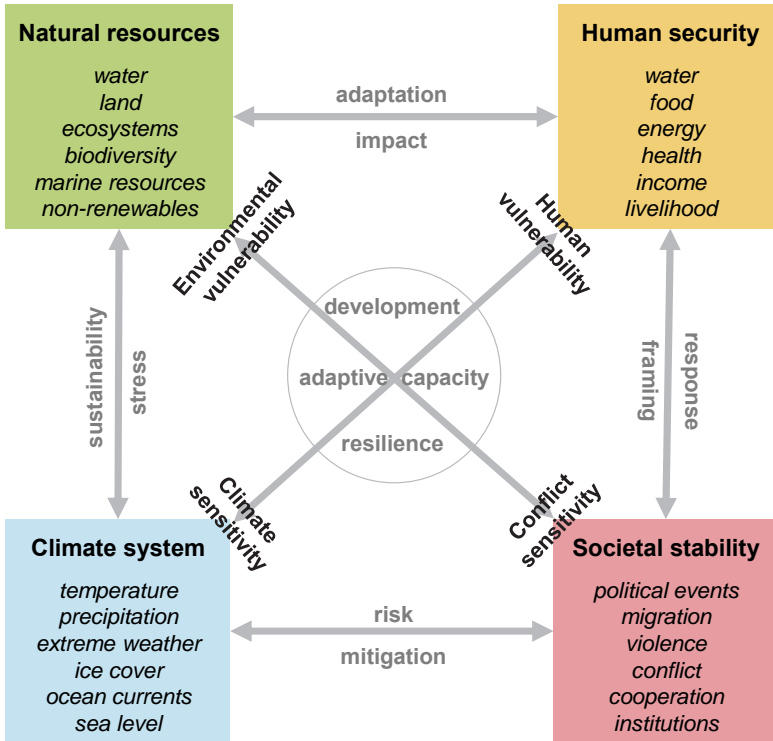 Natural resources
water
land
ecosystems
biodiversity
marine resources
non-renewables
adaptation
impact
Human security
water
food
energy
health
income
livelihood
Environmental
vulnerability
Human
vulnerability
sustainability
stress
development
adaptive capacity
resilience
framing
response
Climate
sensitivity
Conflict
sensitivity
Climate system
temperature
precipitation
extreme weather
ice cover
ocean currents
sea level
risk
mitigation
Societal stability
political events
migration
violence
conflict
cooperation
institutions